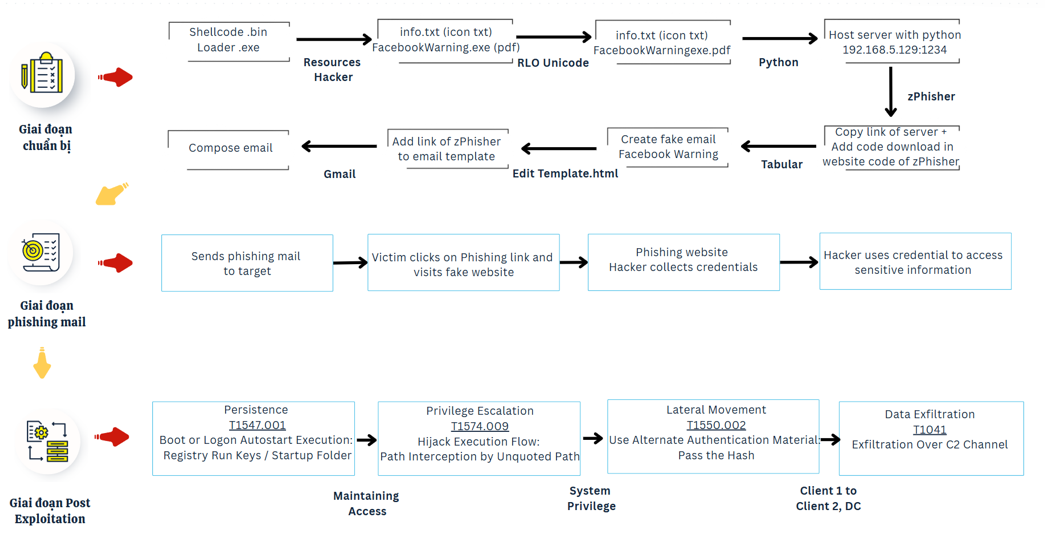 Shellcode .bin
Loader .exe
Resources
Hacker
info.txt (icon txt)
FacebookWarning.exe (pdf)
RLO Unicode
info.txt (icon txt)
FacebookWarningexe.pdf
Python
Host server with python
192.168.5.129:1234
zPhisher
Giai đoạn
chuẩn bị
Copy link of server +
Add code download in
website code of zPhisher
Tabular
Create fake email
Facebook Warning
Edit Template.html
Add link of zPhisher
to email template
Gmail
Compose email
Giai đoạn
phishing mail
Sends phishing mail
to target
Victim clicks on Phishing link and
visits fake website
Phishing website
Hacker collects credentials
Hacker uses credential to access
sensitive information
Giai đoạn Post
Exploitation
Persistence
T1547.001
Boot or Logon Autostart Execution:
Registry Run Keys / Startup Folder
Maintaining
Access
Privilege Escalation
T1574.009
Hijack Execution Flow:
Path Interception by Unquoted Path
System
Privilege
Lateral Movement
T1550.002
Use Alternate Authentication Material:
Pass the Hash
Client 1 to
Client 2, DC
Data Exfiltration
T1041
Exfiltration Over C2 Channel